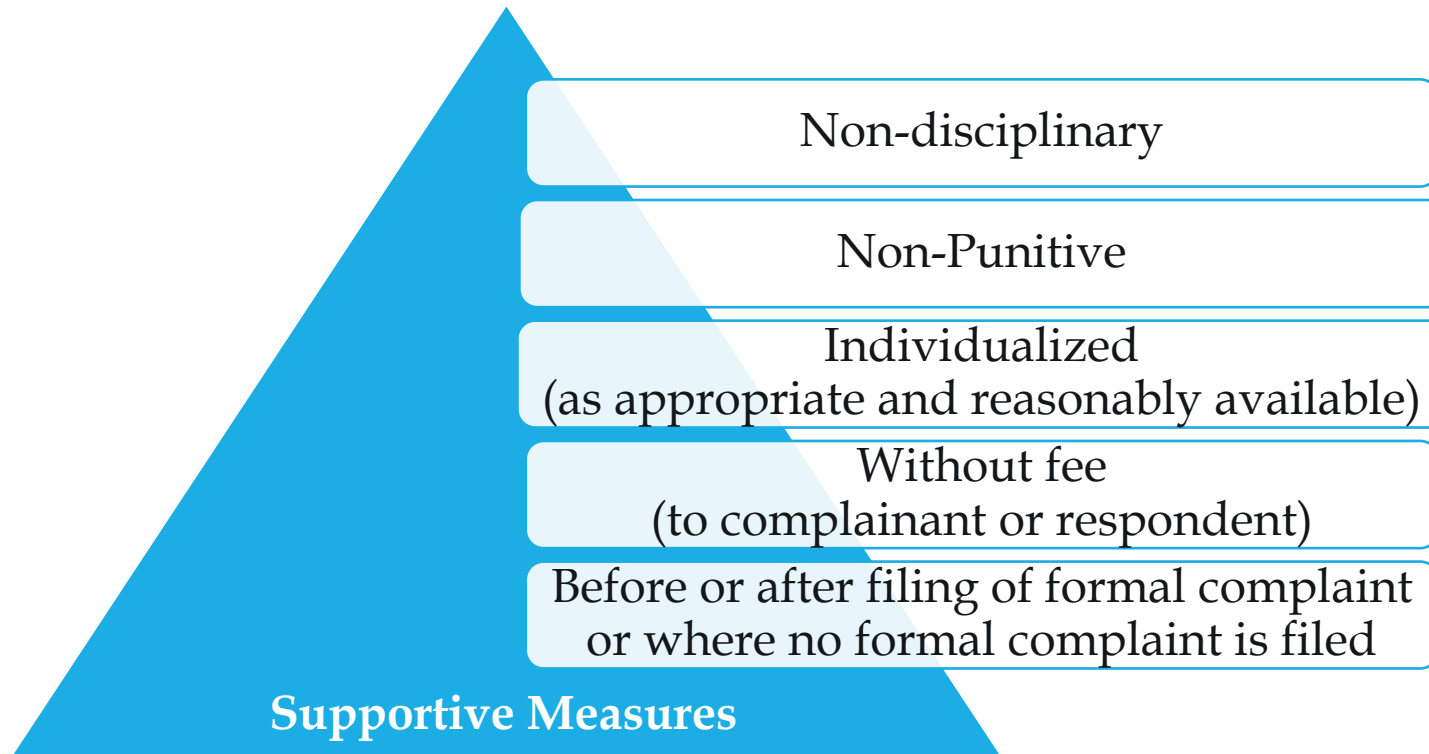 Non-disciplinary
Non-Punitive
Individualized
(as appropriate and reasonably available)
Without fee
(to complainant or respondent)
Before or after filing of formal complaint
or where no formal complaint is filed
Supportive Measures